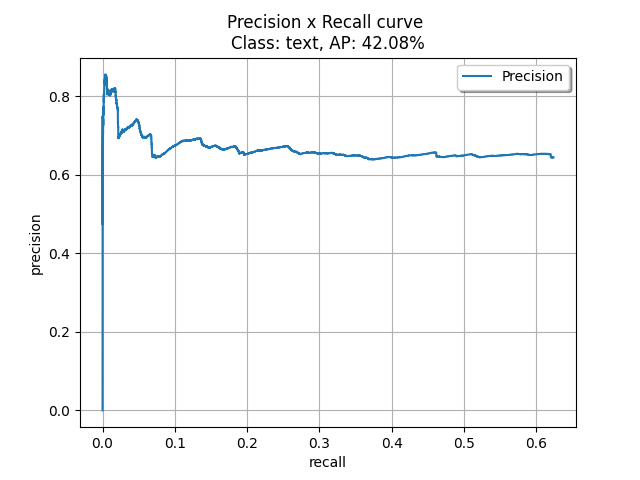 Precision x Recall curve
Class: text, AP: 42.08%
Precision
0.8
0.6
0.4
0.2
0.0
precision
0.0 0.1 0.2 0.3 0.4 0.5 0.6
recall